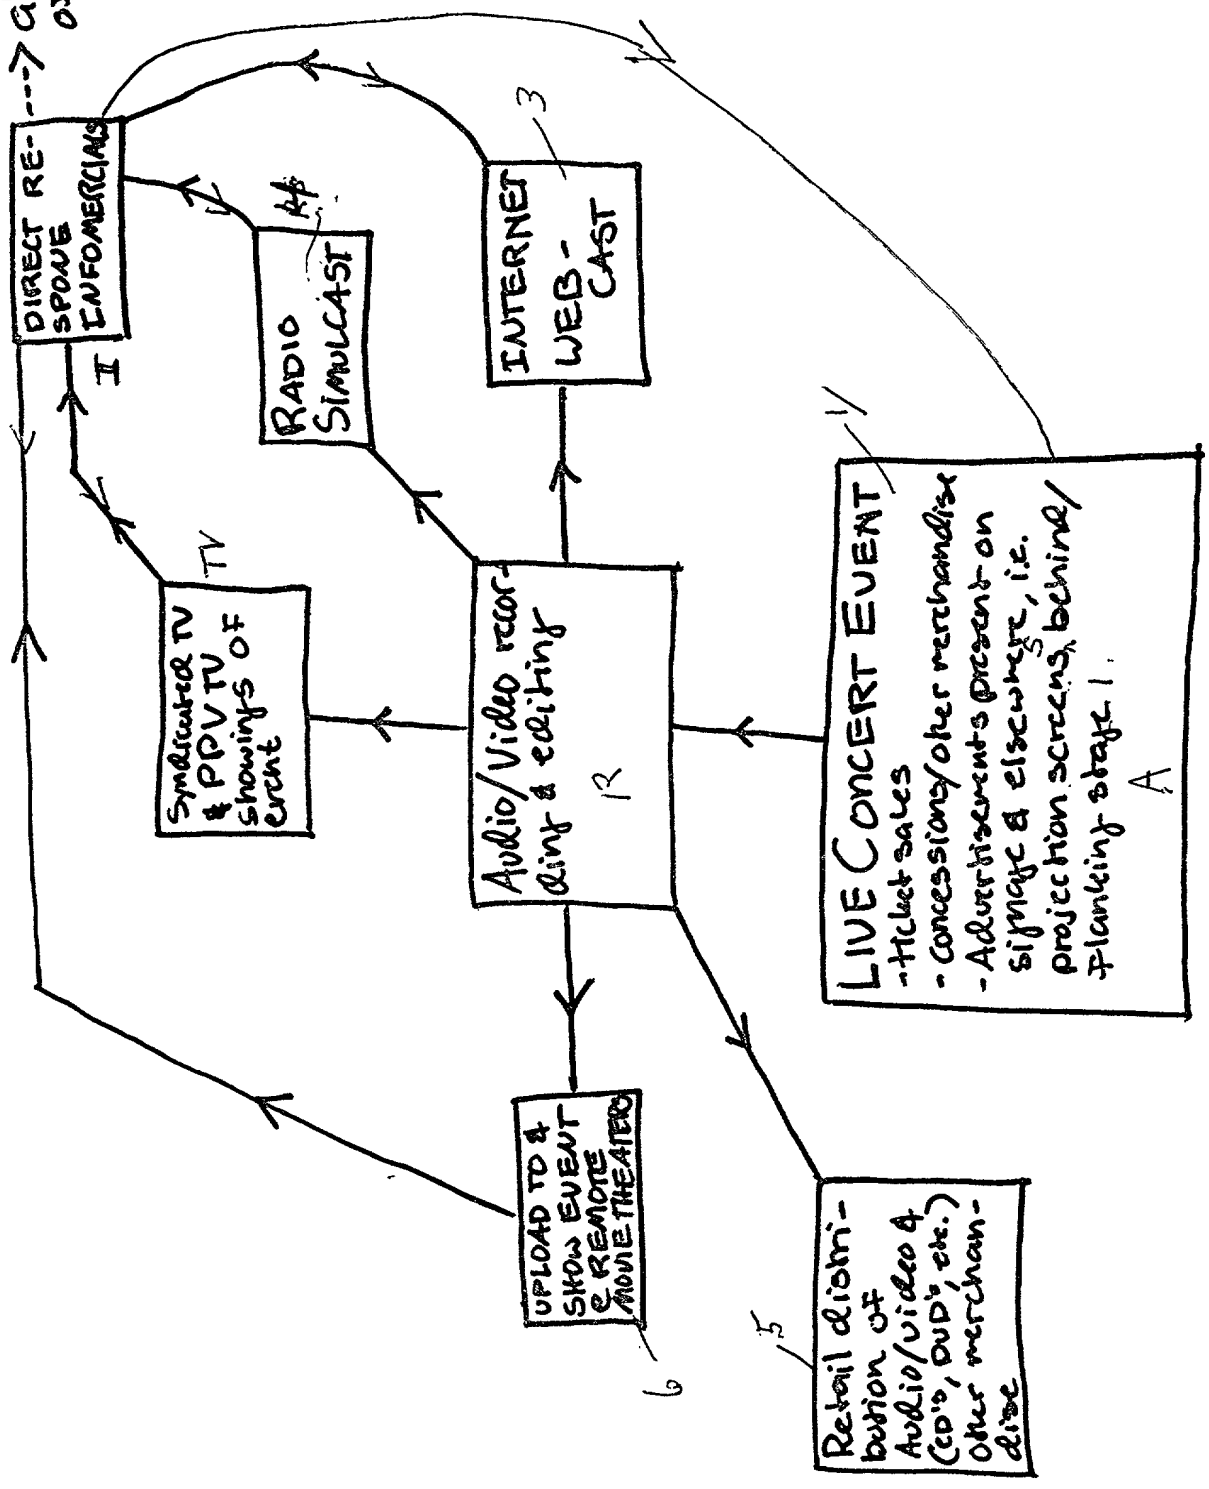 DIRECT RE-
SPONE
INFOMERCIALS
II
Syndicated TV
& PPV TV
showings OF
event
TV
RADIO
SIMULCAST
INTERNET
WEB-
CAST
3
UPLOAD TO &
SHOW EVENT
@ REMOTE
MOVIE THEATERS
6
Audio/Video recor-
ding & editing
R
Retail distri-
bution of
Audio/Video &
(CD's, DVD's, etc.)
Other merchan-
dise
5
LIVE CONCERT EVENT
- ticket sales
- Concessions/other merchandise
- Advertisements present on
signage & elsewhere, i.e.
projection screens behind/
Flanking stage 1.
A
1